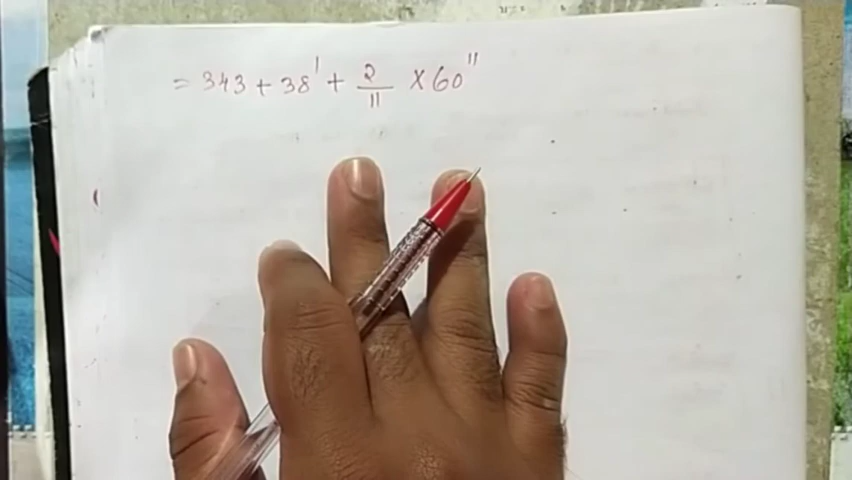 = 343 + 38' + 2/11 × 60"